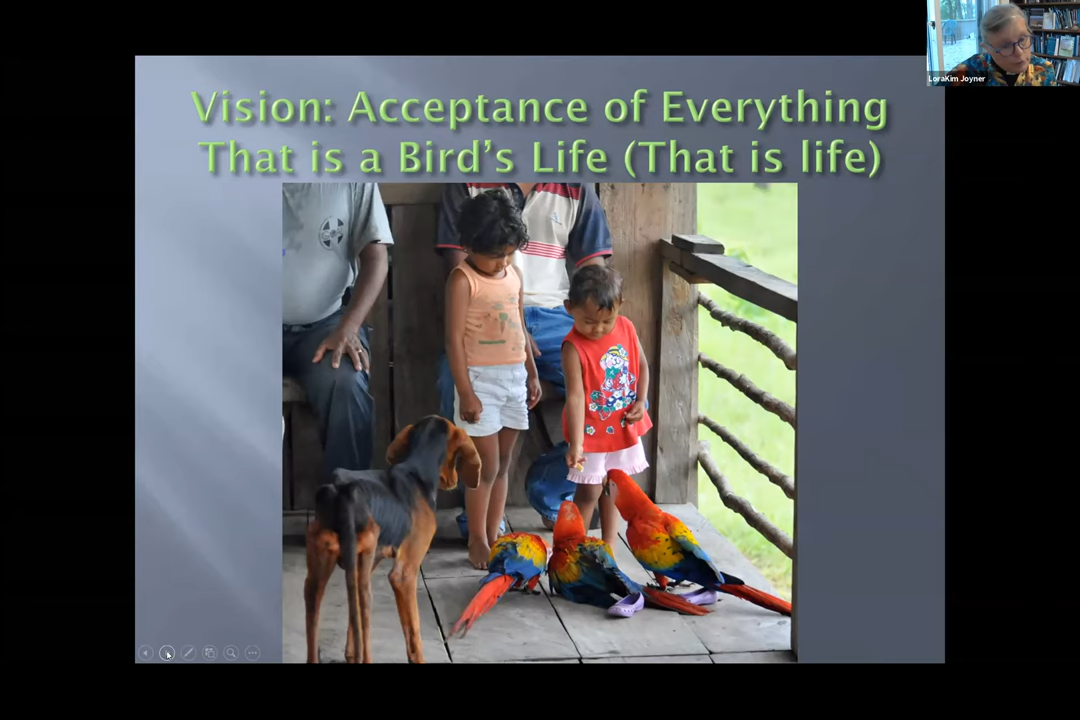 LoraKim Joyner
Vision: Acceptance of Everything
That is a Bird's Life (That is life)